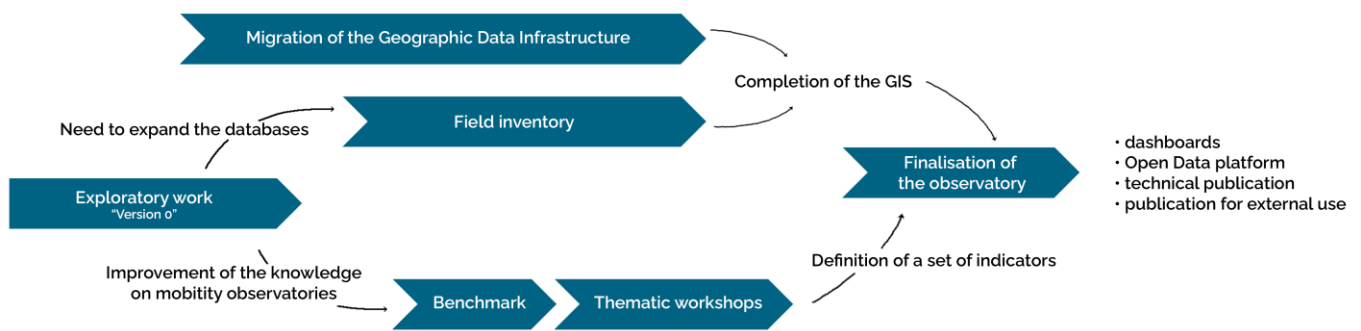 Migration of the Geographic Data Infrastructure
Completion of the GIS
Need to expand the databases
Field inventory
Exploratory work
“Version 0”
Finalisation of
the observatory
• dashboards
• Open Data platform
• technical publication
• publication for external use
Improvement of the knowledge
on mobitity observatories
Benchmark
Thematic workshops
Definition of a set of indicators